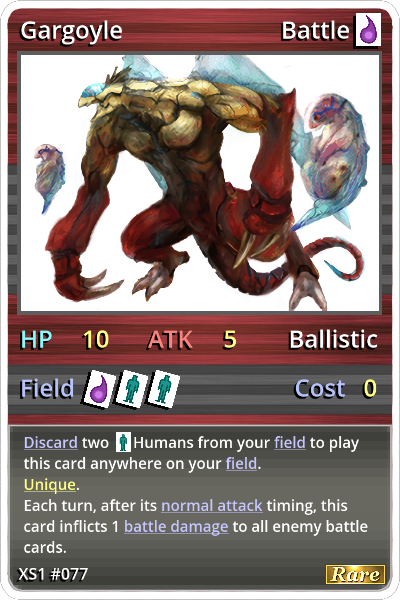 Gargoyle Battle
HP 10 ATK 5 Ballistic
Field Cost 0
Discard two Humans from your field to play
this card anywhere on your field.
Unique.
Each turn, after its normal attack timing, this
card inflicts 1 battle damage to all enemy battle
cards.
XS1 #077 Rare